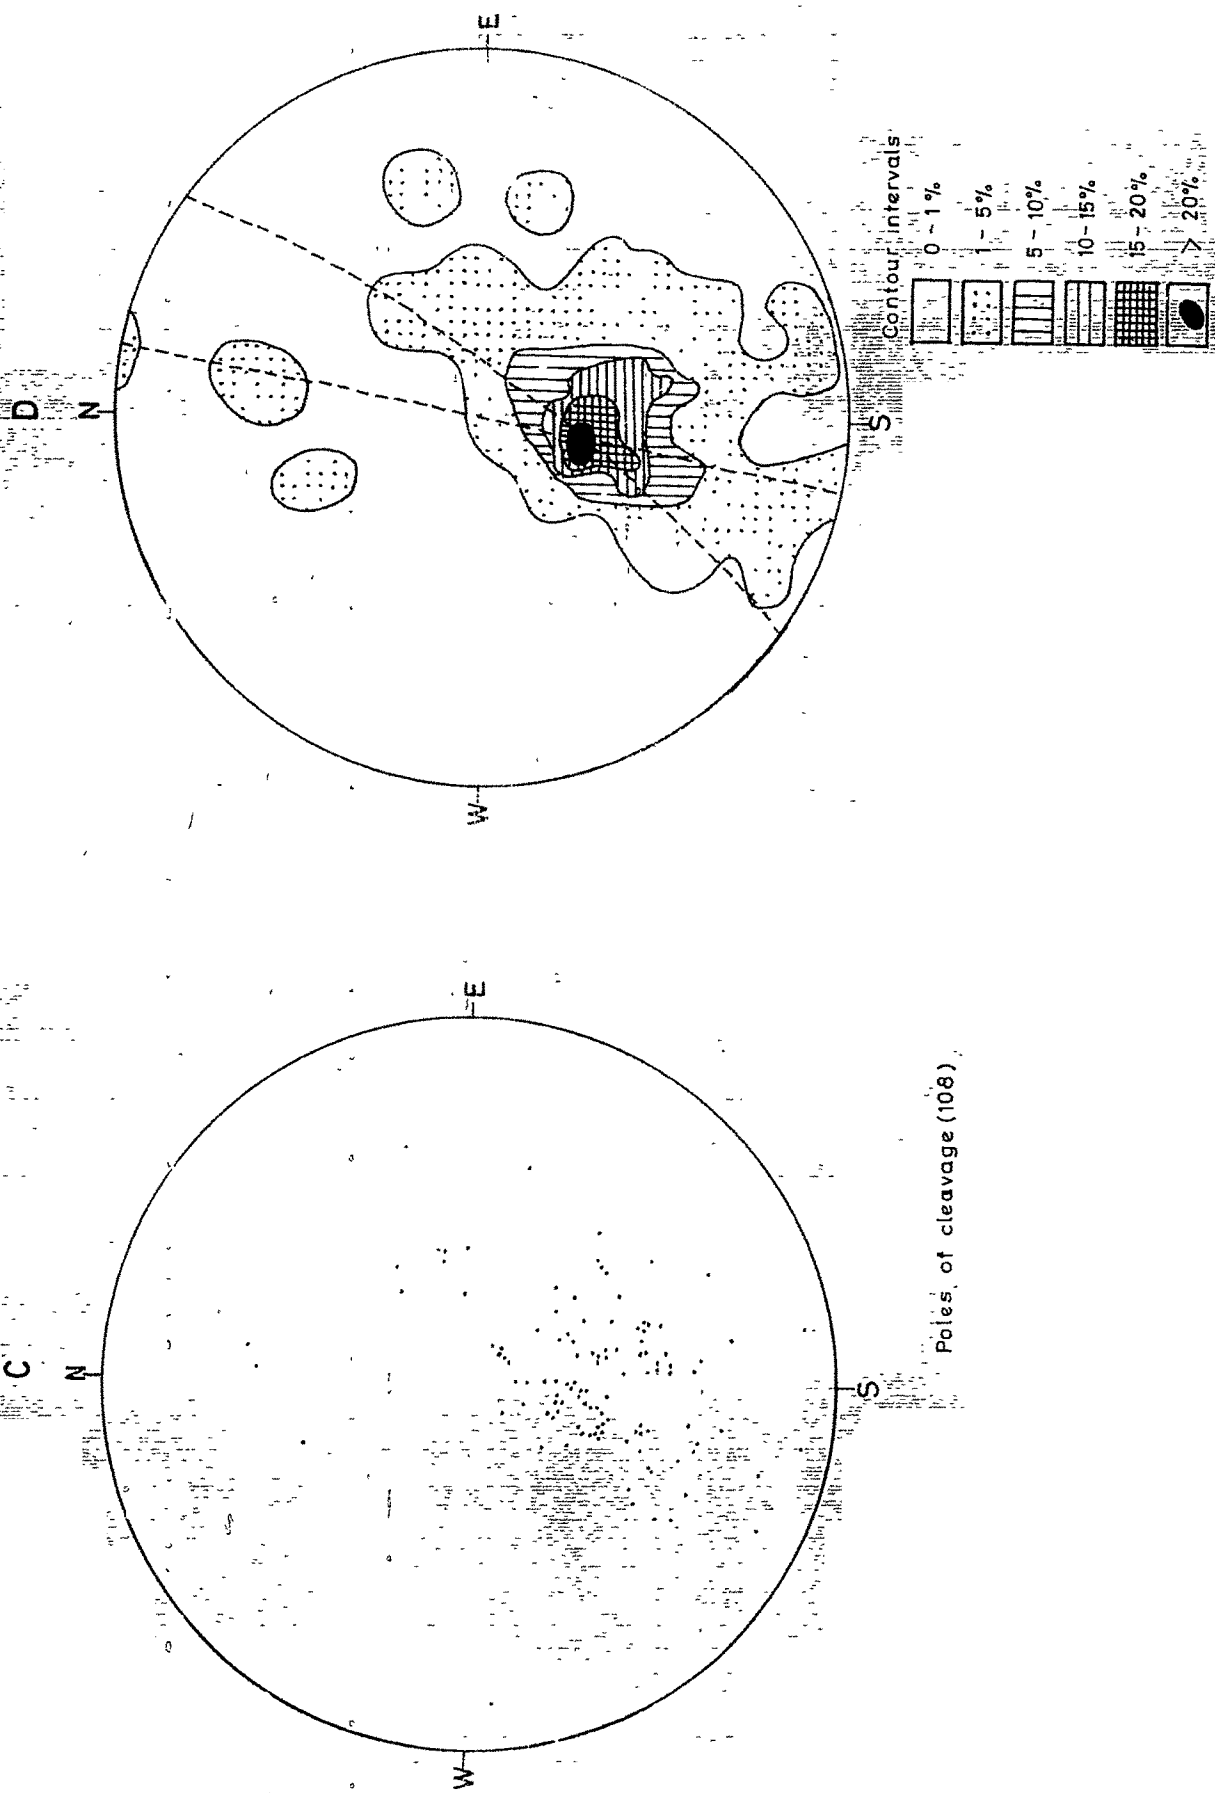 C
N
W
E
S
Poles of cleavage (108)
D
N
W
E
S
Contour intervals
0 - 1 %
1 - 5 %
5 - 10 %
10 - 15 %
15 - 20 %
> 20 %